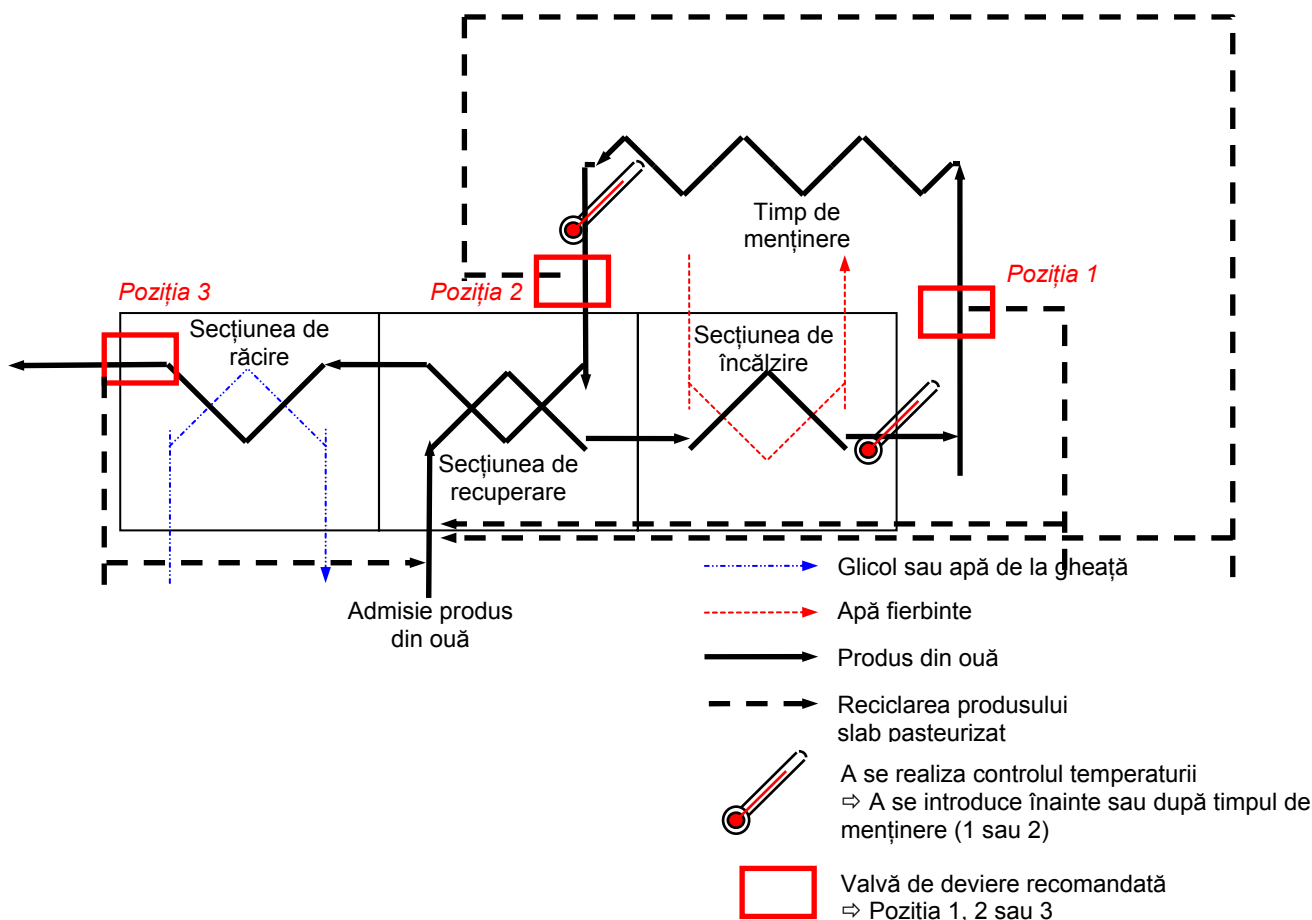 Timp de
menținere
Poziția 1
Poziția 3
Poziția 2
Secțiunea de
răcire
Secțiunea de
încălzire
Secțiunea de
recuperare
Admisie produs
din ouă
Glicol sau apă de la gheață
Apă fierbinte
Produs din ouă
Reciclarea produsului
slab pasteurizat
A se realiza controlul temperaturii
⇨ A se introduce înainte sau după timpul de
menținere (1 sau 2)
Valvă de deviere recomandată
⇨ Poziția 1, 2 sau 3